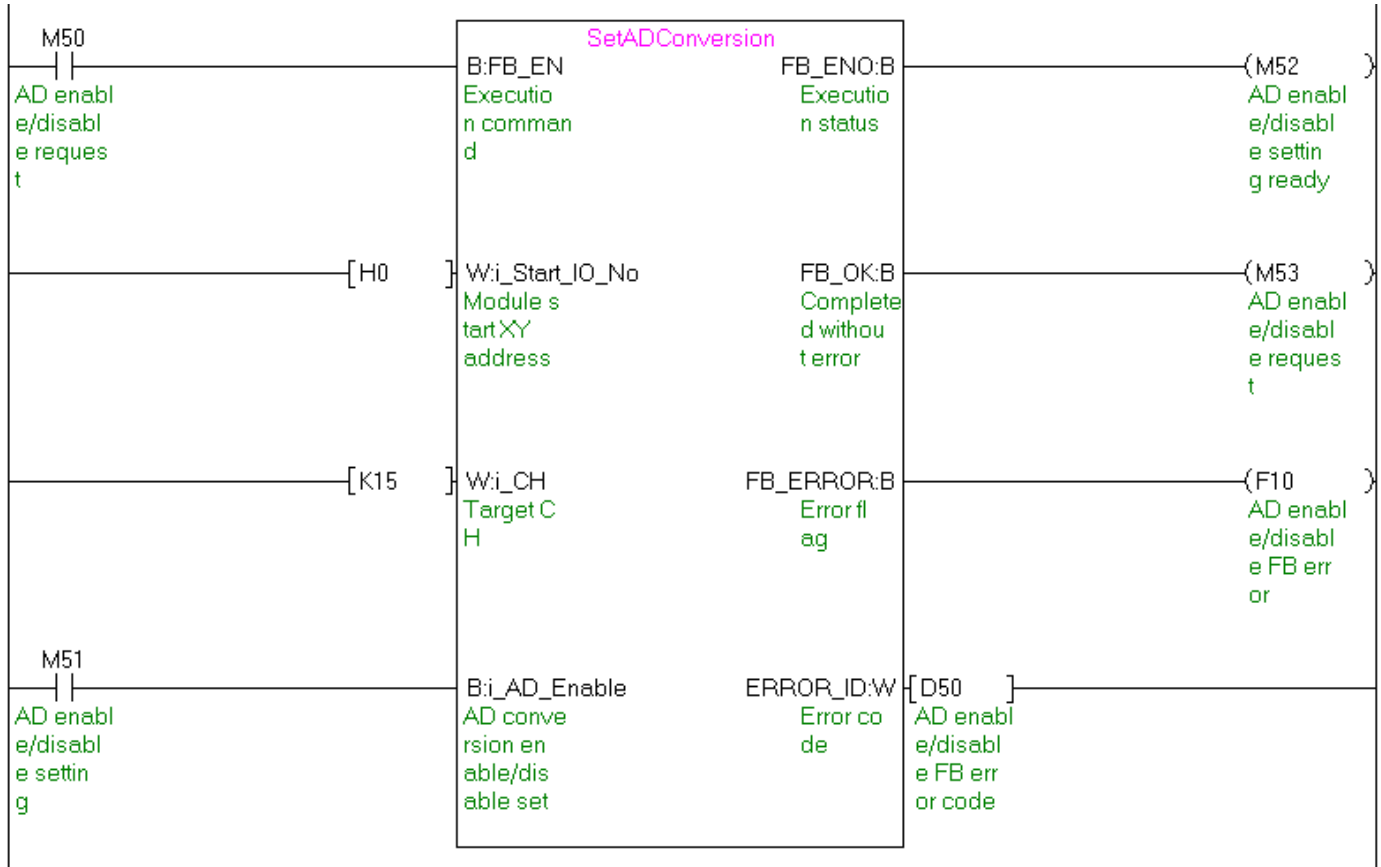 M50
SetADConversion
B:FB_EN
FB_ENO:B
(M52 )
AD enabl
e/disabl
e reques
t
Executio
n comman
d
Executio
n status
AD enabl
e/disabl
e settin
g ready
[H0 ]
W:i_Start_IO_No
FB_OK:B
(M53 )
Module s
tart XY
address
Complete
d withou
t error
AD enabl
e/disabl
e reques
t
[K15 ]
W:i_CH
FB_ERROR:B
(F10 )
Target C
H
Error fl
ag
AD enabl
e/disabl
e FB err
or
M51
B:i_AD_Enable
ERROR_ID:W
[D50 ]
AD enabl
e/disabl
e settin
g
AD conve
rsion en
able/dis
able set
Error co
de
AD enabl
e/disabl
e FB err
or code